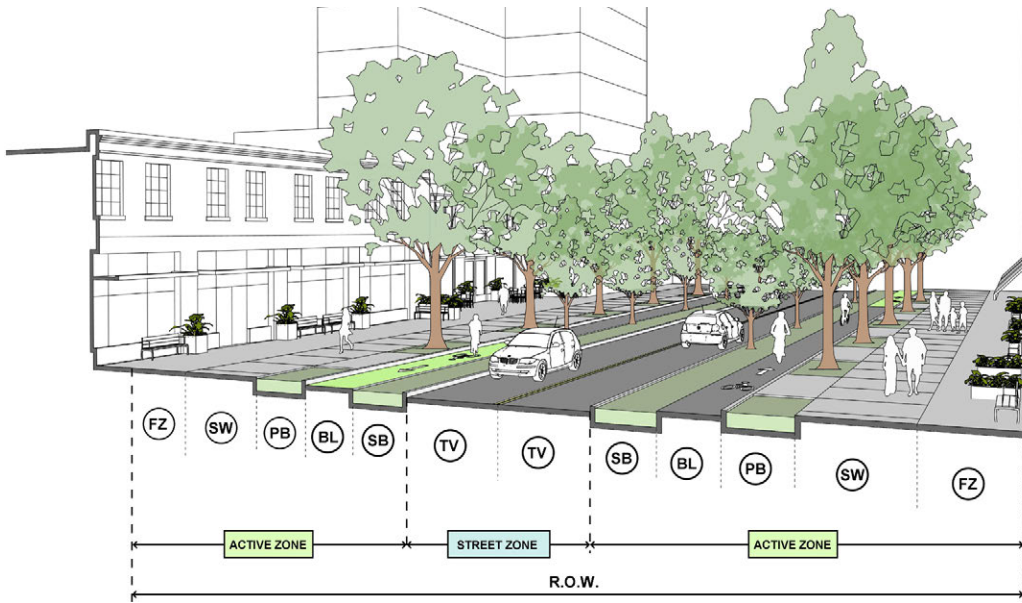 FZ SW PB BL SB TV TV SB BL PB SW FZ
ACTIVE ZONE STREET ZONE ACTIVE ZONE
R.O.W.